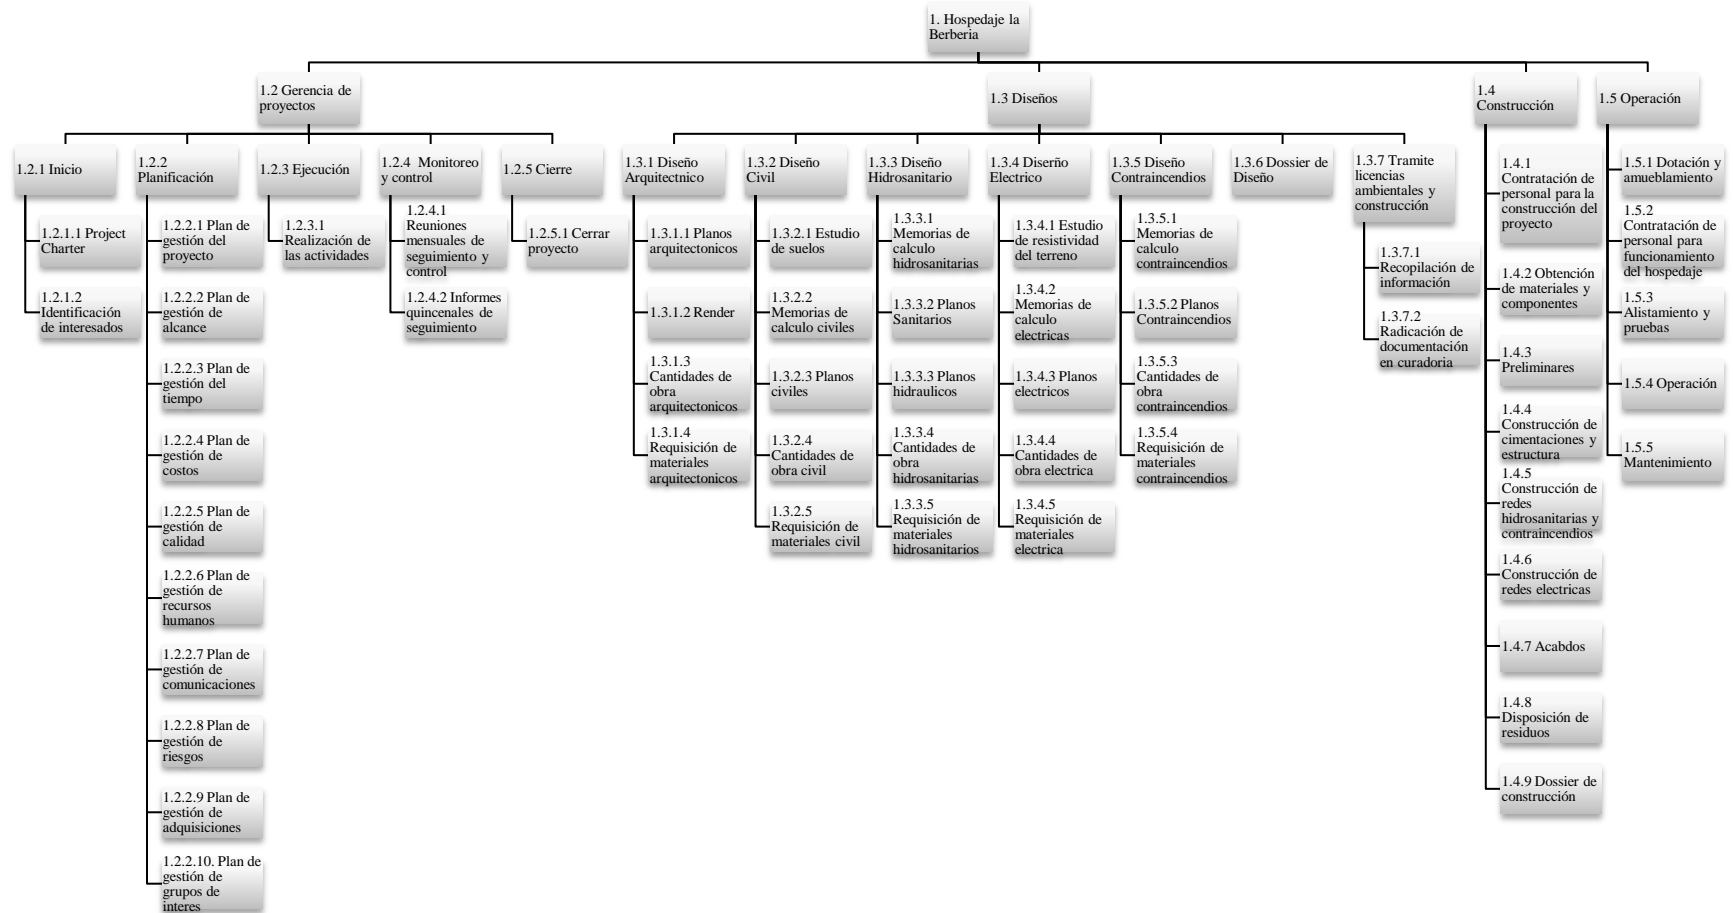 1. Hospedaje la
Berberia
1.2 Gerencia de
proyectos
1.2.1 Inicio
1.2.1.1 Project
Charter
1.2.1.2
Identificación
de interesados
1.2.2
Planificación
1.2.2.1 Plan de
gestión del
proyecto
1.2.2.2 Plan de
gestión de
alcance
1.2.2.3 Plan de
gestión del
tiempo
1.2.2.4 Plan de
gestión de
costos
1.2.2.5 Plan de
gestión de
calidad
1.2.2.6 Plan de
gestión de
recursos
humanos
1.2.2.7 Plan de
gestión de
comunicaciones
1.2.2.8 Plan de
gestión de
riesgos
1.2.2.9 Plan de
gestión de
adquisiciones
1.2.2.10. Plan de
gestión de
grupos de
interes
1.2.3 Ejecución
1.2.3.1
Realización de
las actividades
1.2.4 Monitoreo
y control
1.2.4.1
Reuniones
mensuales de
seguimiento y
control
1.2.4.2 Informes
quincenales de
seguimiento
1.2.5 Cierre
1.2.5.1 Cerrar
proyecto
1.3 Diseños
1.3.1 Diseño
Arquitectnico
1.3.1.1 Planos
arquitectonicos
1.3.1.2 Render
1.3.1.3
Cantidades de
obra
arquitectonicos
1.3.1.4
Requisición de
materiales
arquitectonicos
1.3.2 Diseño
Civil
1.3.2.1 Estudio
de suelos
1.3.2.2
Memorias de
calculo civiles
1.3.2.3 Planos
civiles
1.3.2.4
Cantidades de
obra civil
1.3.2.5
Requisición de
materiales civil
1.3.3 Diseño
Hidrosanitario
1.3.3.1
Memorias de
calculo
hidrosanitarias
1.3.3.2 Planos
Sanitarios
1.3.3.3 Planos
hidraulicos
1.3.3.4
Cantidades de
obra
hidrosanitarias
1.3.3.5
Requisición de
materiales
hidrosanitarios
1.3.4 Diserño
Electrico
1.3.4.1 Estudio
de resistividad
del terreno
1.3.4.2
Memorias de
calculo
electricas
1.3.4.3 Planos
electricos
1.3.4.4
Cantidades de
obra electrica
1.3.4.5
Requisición de
materiales
electrica
1.3.5 Diseño
Contraincendios
1.3.5.1
Memorias de
calculo
contraincendios
1.3.5.2 Planos
Contraincendios
1.3.5.3
Cantidades de
obra
contraincendios
1.3.5.4
Requisición de
materiales
contraincendios
1.3.6 Dossier de
Diseño
1.3.7 Tramite
licencias
ambientales y
construcción
1.3.7.1
Recopilación de
información
1.3.7.2
Radicación de
documentación
en curadoria
1.4
Construcción
1.4.1
Contratación de
personal para la
construcción del
proyecto
1.4.2 Obtención
de materiales y
componentes
1.4.3
Preliminares
1.4.4
Construcción de
cimentaciones y
estructura
1.4.5
Construcción de
redes
hidrosanitarias y
contraincendios
1.4.6
Construcción de
redes electricas
1.4.7 Acabdos
1.4.8
Disposición de
residuos
1.4.9 Dossier de
construcción
1.5 Operación
1.5.1 Dotación y
amueblamiento
1.5.2
Contatación de
personal para
funcionamiento
del hospedaje
1.5.3
Alistamiento y
pruebas
1.5.4 Operación
1.5.5
Mantenimiento